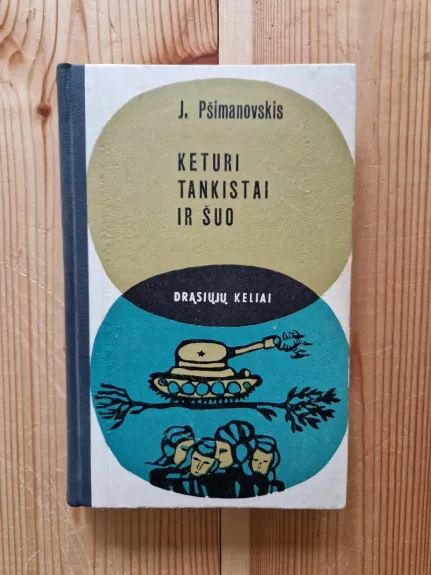 J. Pšimanovskis
KETURI
TANKISTAI
IR ŠUO
DRĄSIŲJŲ KELIAI